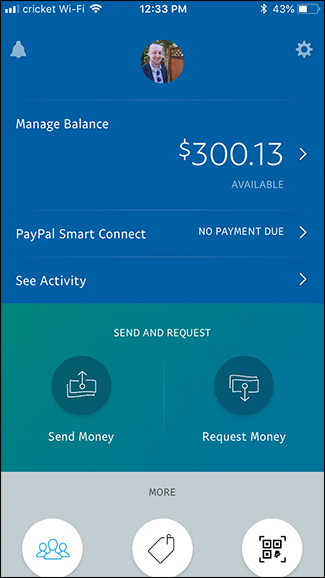 cricket Wi-Fi 12:33 PM 43%
Manage Balance
$300.13
AVAILABLE
PayPal Smart Connect NO PAYMENT DUE
See Activity
SEND AND REQUEST
Send Money Request Money
MORE